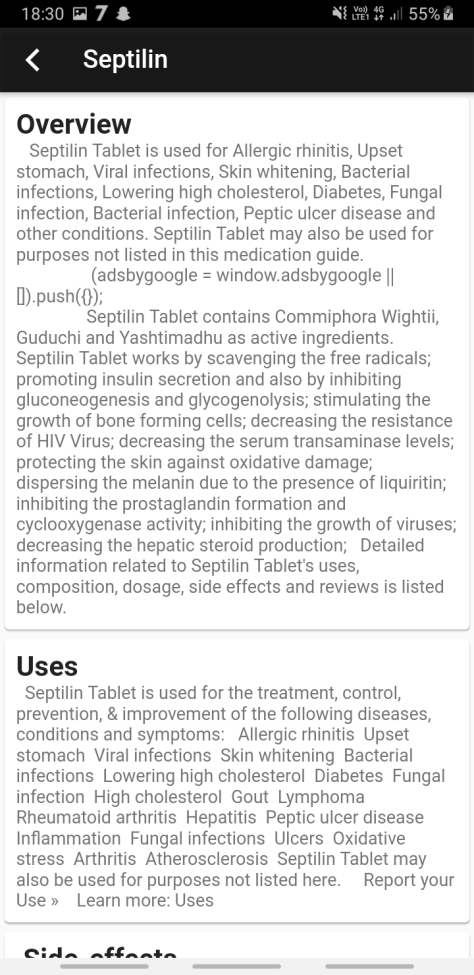 18:30 7 Vo) 4G LTE1 55%
Septilin
Overview
Septilin Tablet is used for Allergic rhinitis, Upset
stomach, Viral infections, Skin whitening, Bacterial
infections, Lowering high cholesterol, Diabetes, Fungal
infection, Bacterial infection, Peptic ulcer disease and
other conditions. Septilin Tablet may also be used for
purposes not listed in this medication guide.
(adsbygoogle = window.adsbygoogle ||
[]).push({});
Septilin Tablet contains Commiphora Wightii,
Guduchi and Yashtimadhu as active ingredients.
Septilin Tablet works by scavenging the free radicals;
promoting insulin secretion and also by inhibiting
gluconeogenesis and glycogenolysis; stimulating the
growth of bone forming cells; decreasing the resistance
of HIV Virus; decreasing the serum transaminase levels;
protecting the skin against oxidative damage;
dispersing the melanin due to the presence of liquiritin;
inhibiting the prostaglandin formation and
cyclooxygenase activity; inhibiting the growth of viruses;
decreasing the hepatic steroid production; Detailed
information related to Septilin Tablet's uses,
composition, dosage, side effects and reviews is listed
below.
Uses
Septilin Tablet is used for the treatment, control,
prevention, & improvement of the following diseases,
conditions and symptoms: Allergic rhinitis Upset
stomach Viral infections Skin whitening Bacterial
infections Lowering high cholesterol Diabetes Fungal
infection High cholesterol Gout Lymphoma
Rheumatoid arthritis Hepatitis Peptic ulcer disease
Inflammation Fungal infections Ulcers Oxidative
stress Arthritis Atherosclerosis Septilin Tablet may
also be used for purposes not listed here. Report your
Use » Learn more: Uses
Side-effects